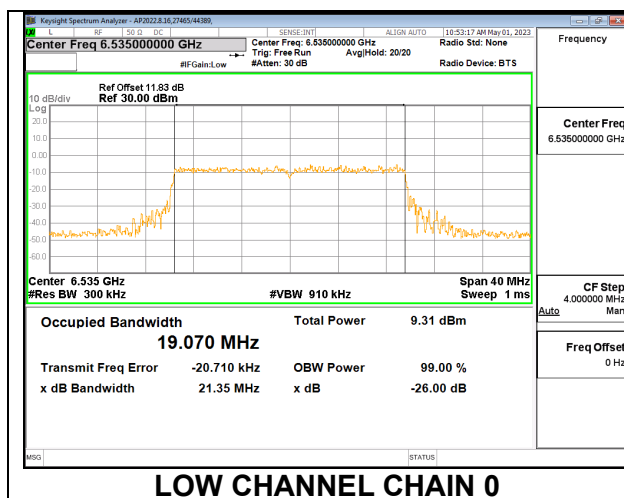 Keysight Spectrum Analyzer - AP2022.8.16,27465/44389,
L RF 50 Ω DC SENSE:INT ALIGN AUTO 10:53:17 AM May 01, 2023
Center Freq 6.535000000 GHz Center Freq: 6.535000000 GHz Radio Std: None Frequency
Trig: Free Run Avg|Hold: 20/20
#IFGain:Low #Atten: 30 dB Radio Device: BTS
Ref Offset 11.83 dB
10 dB/div Ref 30.00 dBm
Log
20.0
10.0
0.00
-10.0
-20.0
-30.0
-40.0
-50.0
-60.0
Center Freq
6.535000000 GHz
Center 6.535 GHz Span 40 MHz
#Res BW 300 kHz #VBW 910 kHz Sweep 1 ms
CF Step
4.000000 MHz
Auto Man
Occupied Bandwidth Total Power 9.31 dBm
19.070 MHz
Freq Offset
0 Hz
Transmit Freq Error -20.710 kHz OBW Power 99.00 %
x dB Bandwidth 21.35 MHz x dB -26.00 dB
MSG STATUS
LOW CHANNEL CHAIN 0